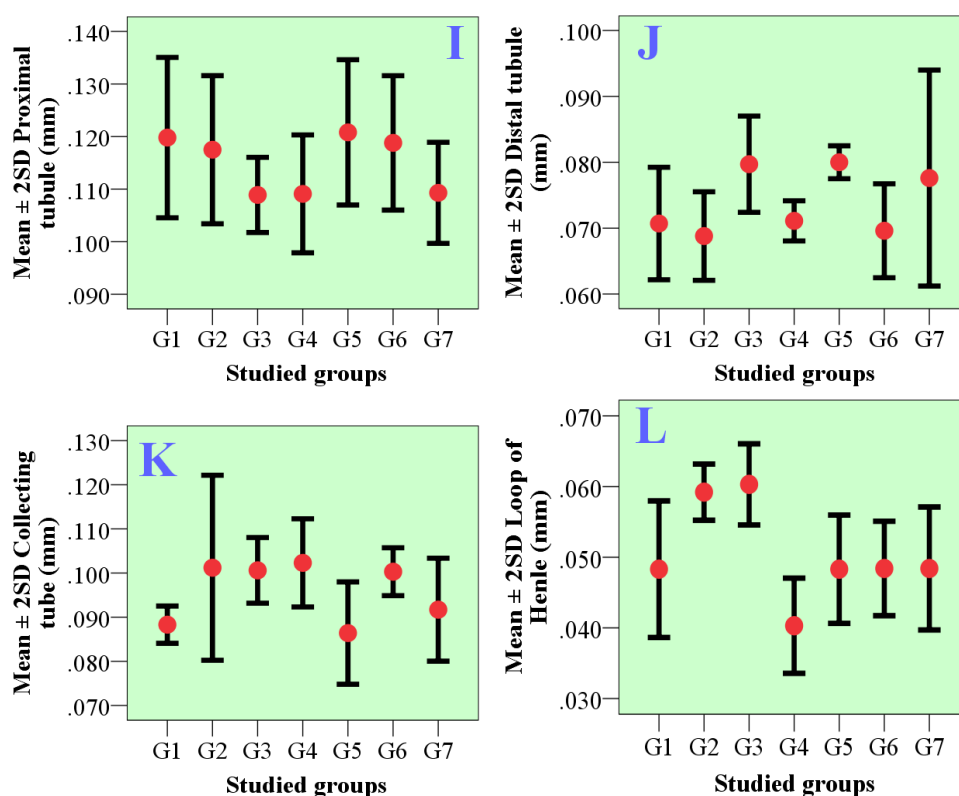 I
Mean ± 2SD Proximal
tubule (mm)
.140
.130
.120
.110
.100
.090
G1 G2 G3 G4 G5 G6 G7
Studied groups
J
Mean ± 2SD Distal tubule
(mm)
.100
.090
.080
.070
.060
G1 G2 G3 G4 G5 G6 G7
Studied groups
K
Mean ± 2SD Collecting
tube (mm)
.130
.120
.110
.100
.090
.080
.070
G1 G2 G3 G4 G5 G6 G7
Studied groups
L
Mean ± 2SD Loop of
Henle (mm)
.070
.060
.050
.040
.030
G1 G2 G3 G4 G5 G6 G7
Studied groups